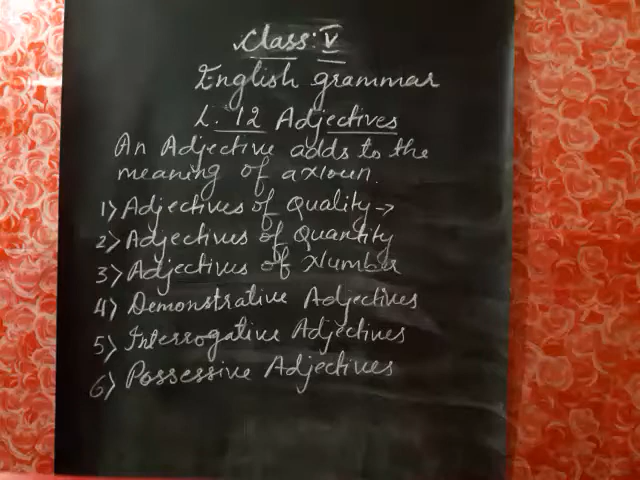 Class: V
English grammar
L. 12 Adjectives
An Adjective adds to the
meaning of a Noun.
1) Adjectives of Quality →
2) Adjectives of Quantity
3) Adjectives of Number
4) Demonstrative Adjectives
5) Interrogative Adjectives
6) Possessive Adjectives